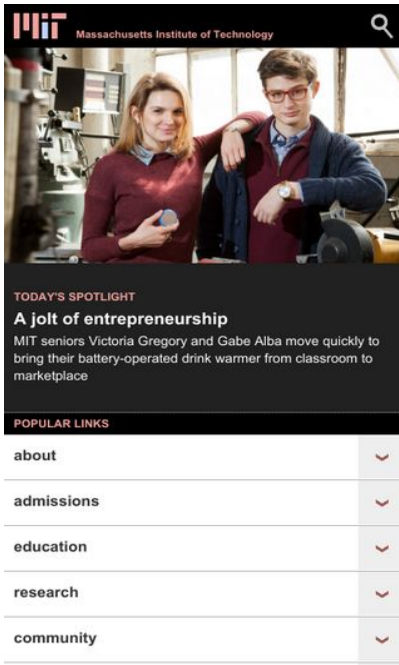 MIT
Massachusetts Institute of Technology
TODAY'S SPOTLIGHT
A jolt of entrepreneurship
MIT seniors Victoria Gregory and Gabe Alba move quickly to
bring their battery-operated drink warmer from classroom to
marketplace
POPULAR LINKS
about
admissions
education
research
community